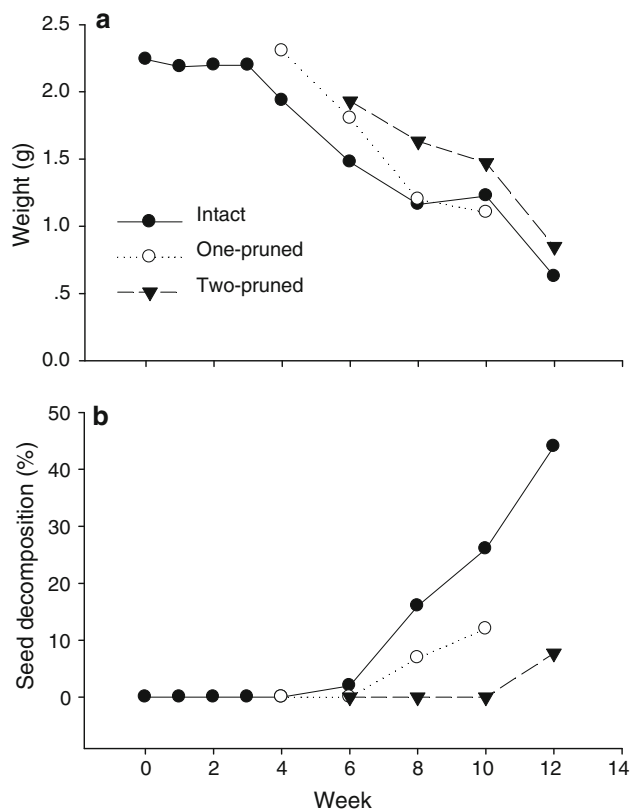 a
2.5
2.0
1.5
1.0
.5
0.0
Weight (g)
Intact
One-pruned
Two-pruned
b
50
40
30
20
10
0
Seed decomposition (%)
0 2 4 6 8 10 12 14
Week